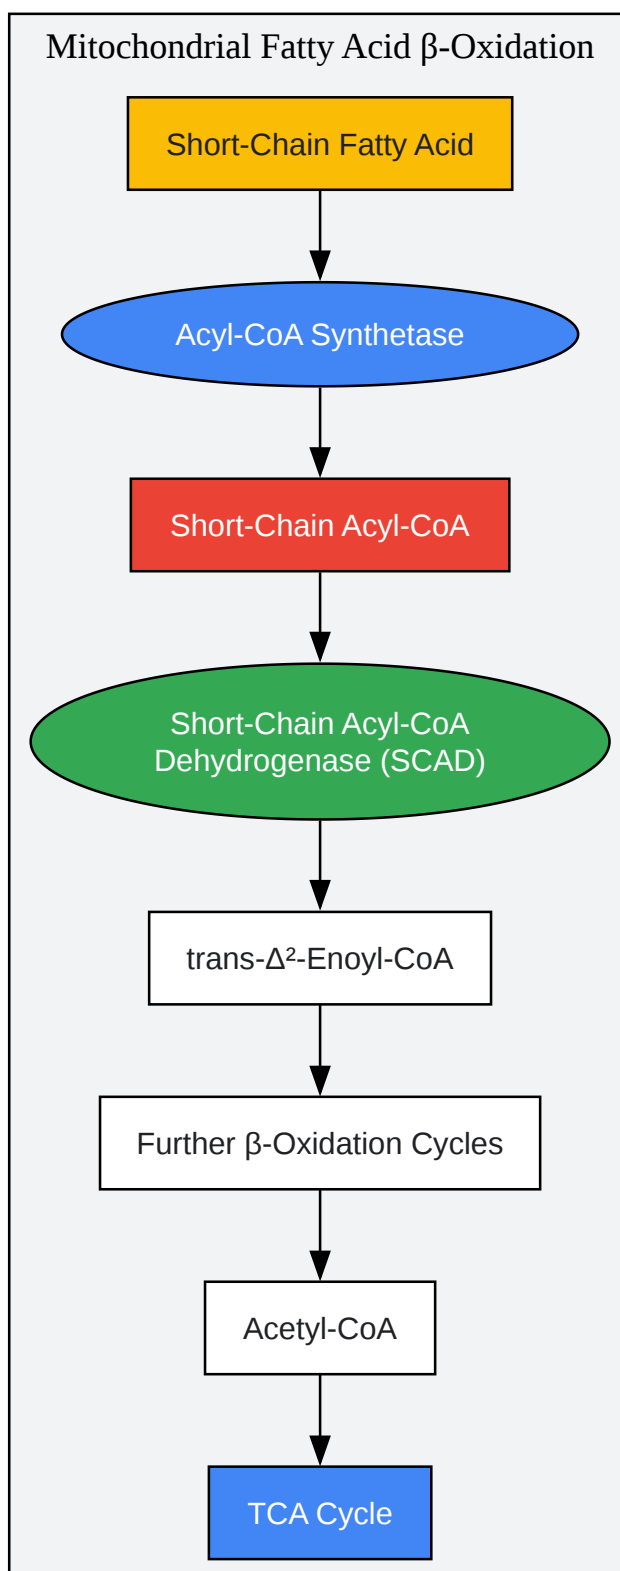 Mitochondrial Fatty Acid β-Oxidation
Short-Chain Fatty Acid
Acyl-CoA Synthetase
Short-Chain Acyl-CoA
Short-Chain Acyl-CoA
Dehydrogenase (SCAD)
trans-Δ²-Enoyl-CoA
Further β-Oxidation Cycles
Acetyl-CoA
TCA Cycle